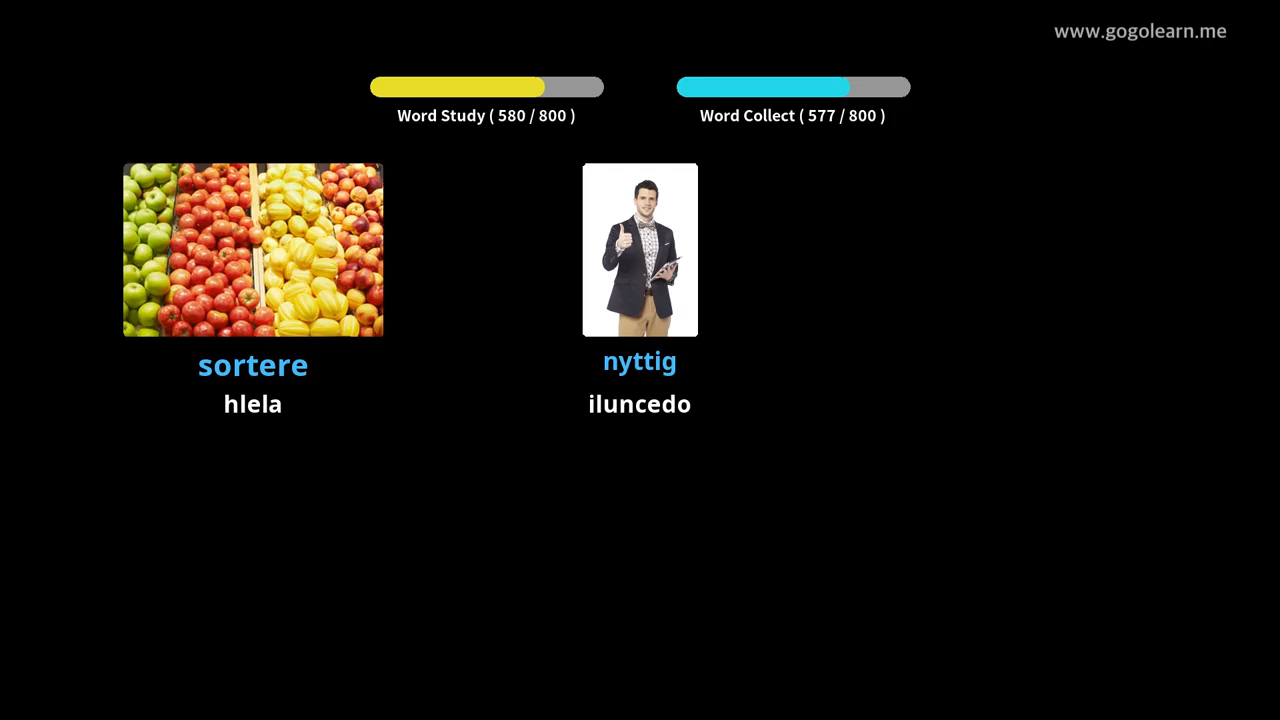 www.gogolearn.me
Word Study ( 580 / 800 )
Word Collect ( 577 / 800 )
sortere
hlela
nyttig
iluncedo